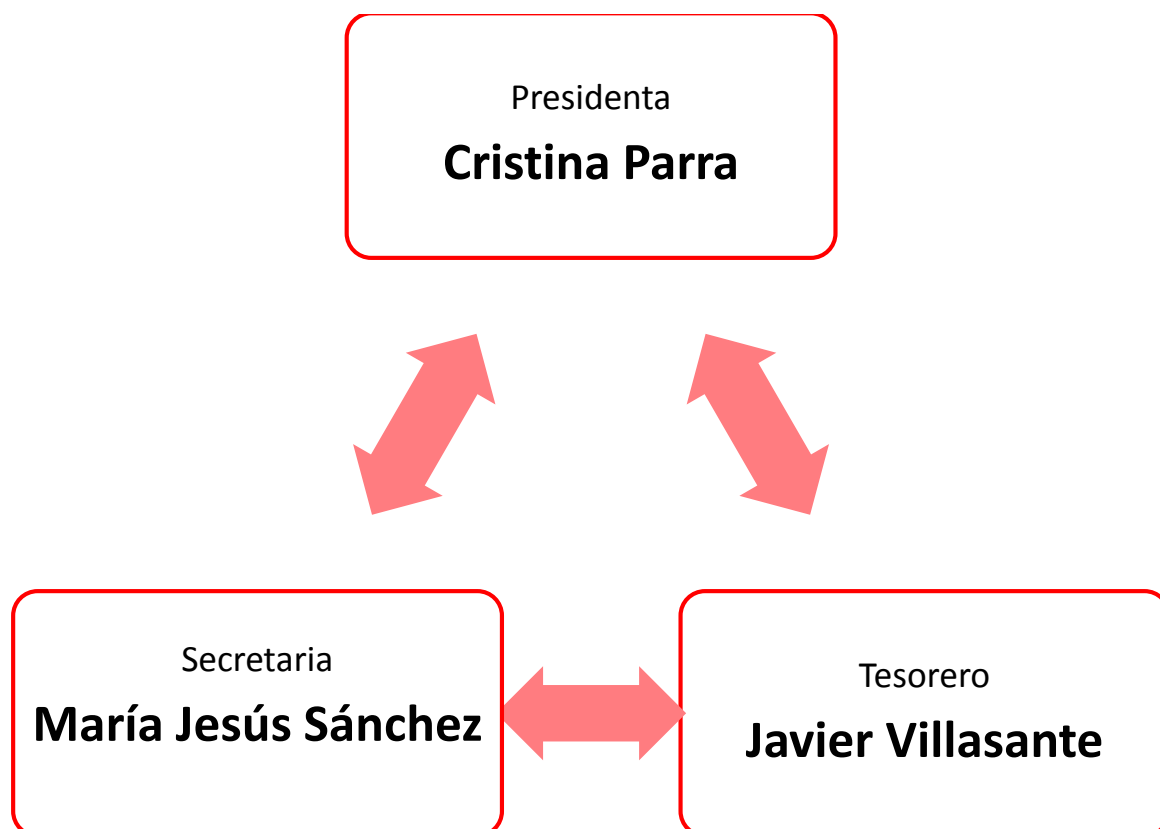 Presidenta
Cristina Parra
Secretaria
María Jesús Sánchez
Tesorero
Javier Villasante